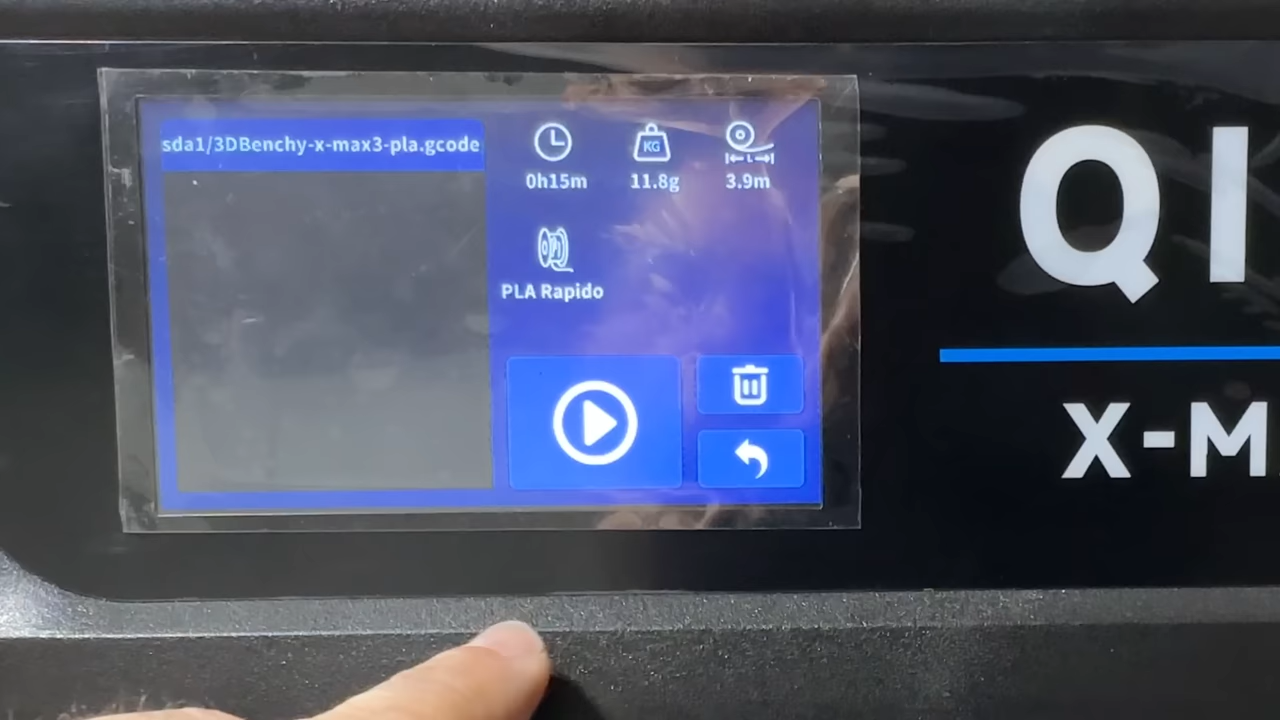 sda1/3DBenchy-x-max3-pla.gcode
0h15m
KG
11.8g
L
3.9m
PLA Rapido
QI
X-M